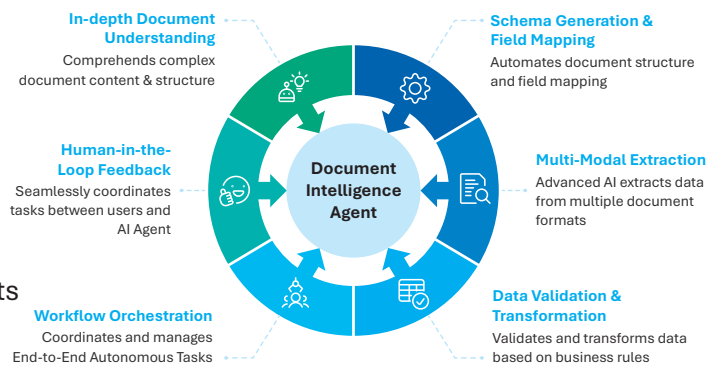 In-depth Document
Understanding
Comprehends complex
document content & structure
Schema Generation &
Field Mapping
Automates document structure
and field mapping
Human-in-the-
Loop Feedback
Seamlessly coordinates
tasks between users and
AI Agent
Document
Intelligence
Agent
Multi-Modal Extraction
Advanced AI extracts data
from multiple document
formats
ts
Workflow Orchestration
Coordinates and manages
End-to-End Autonomous Tasks
Data Validation &
Transformation
Validates and transforms data
based on business rules